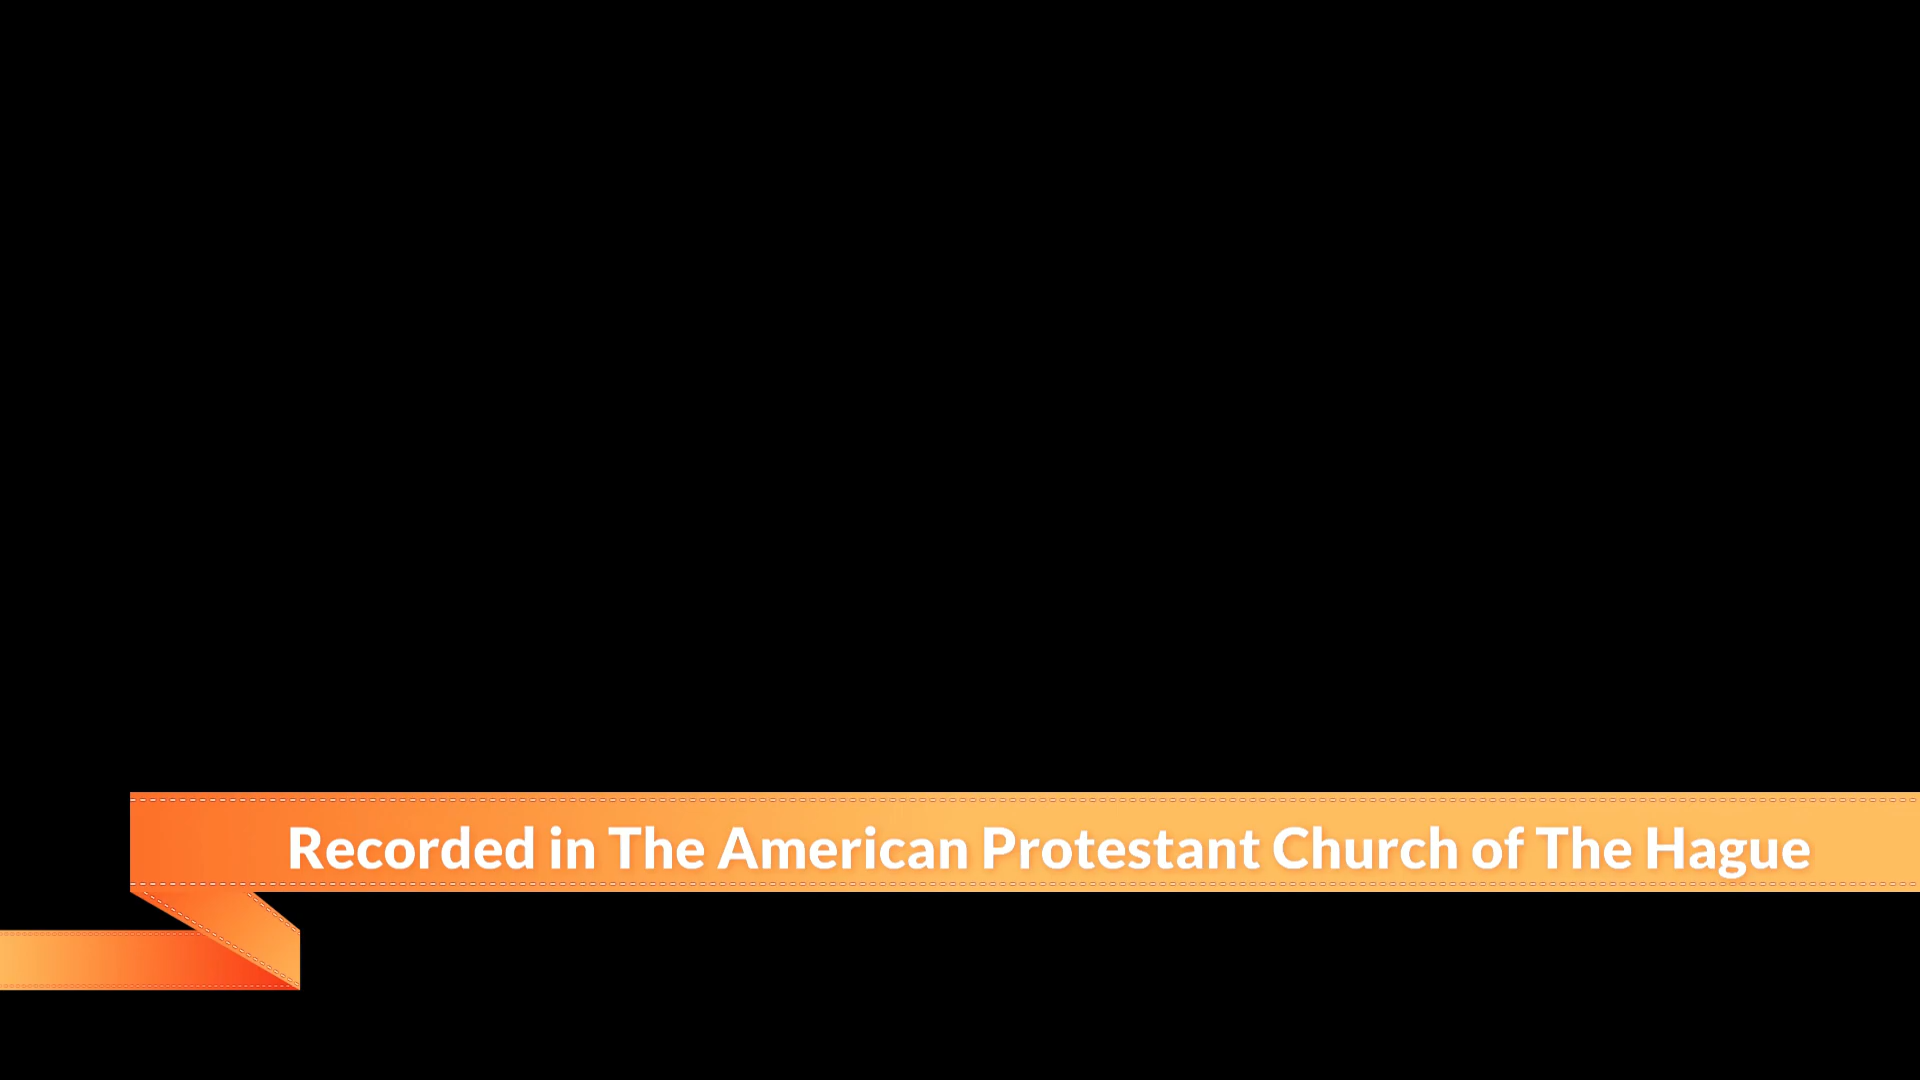 Recorded in The American Protestant Church of The Hague